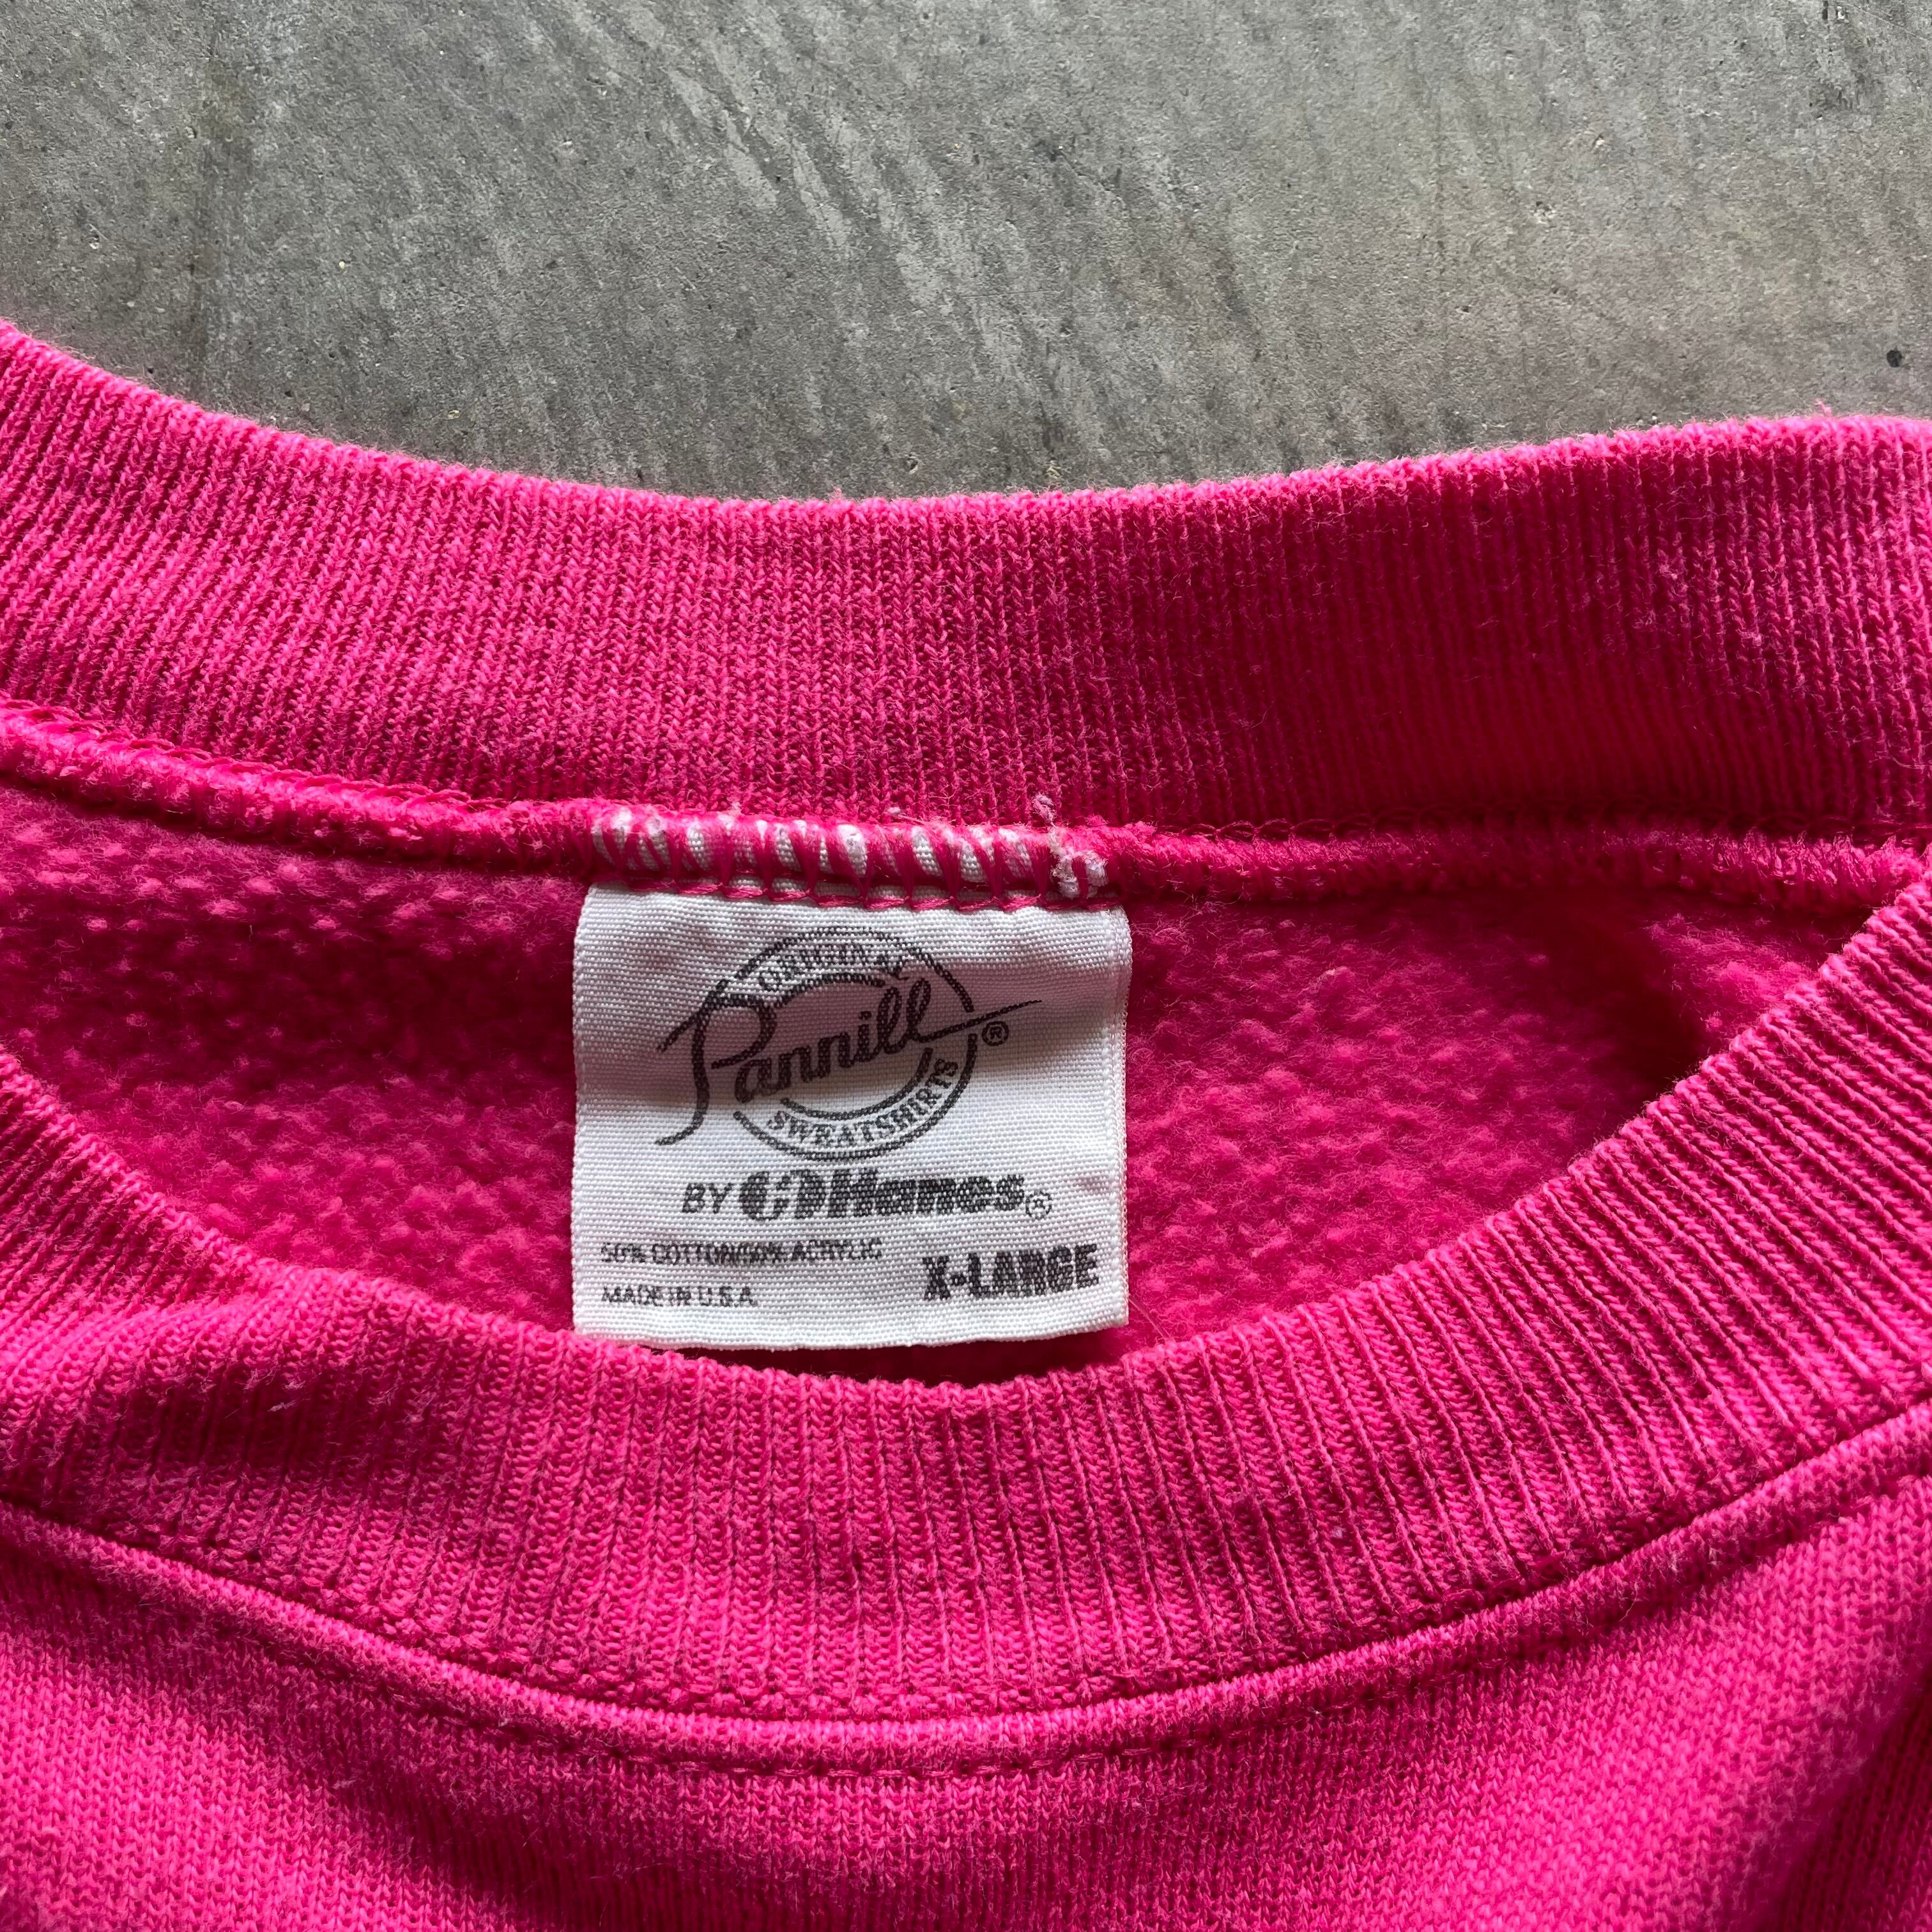 ORIGINAL
Pannill®
SWEATSHIRTS
BY Hanes®
50% COTTON/50% ACRYLIC
X-LARGE
MADE IN U.S.A.